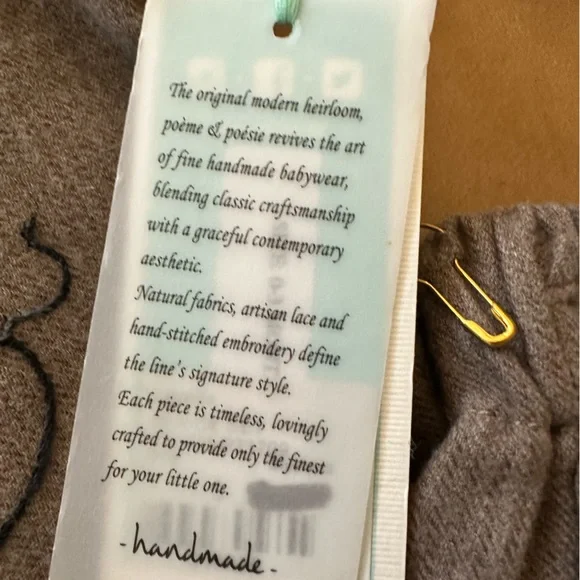 The original modern heirloom,
poème & poésie revives the art
of fine handmade babywear,
blending classic craftsmanship
with a graceful contemporary
aesthetic.
Natural fabrics, artisan lace and
hand-stitched embroidery define
the line's signature style.
Each piece is timeless, lovingly
crafted to provide only the finest
for your little one.
- handmade -